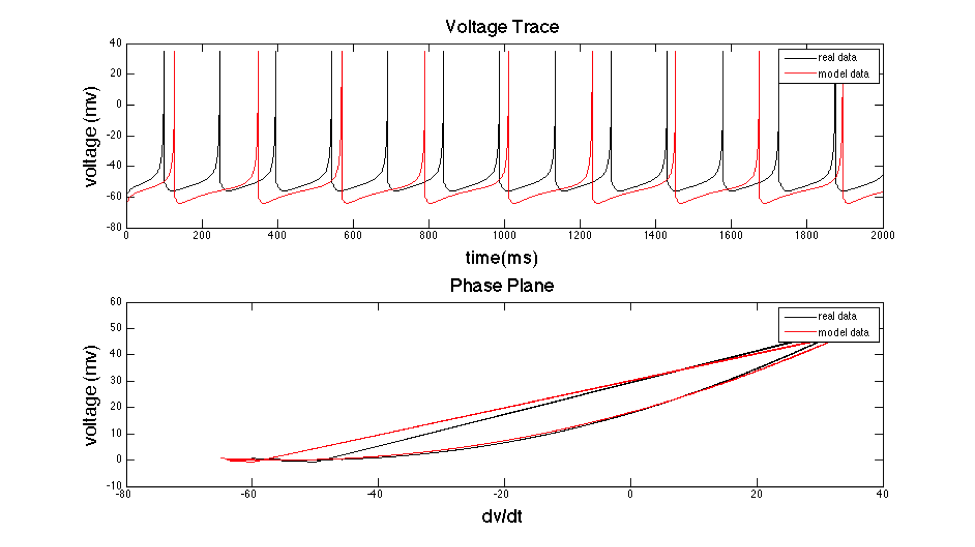 Voltage Trace
40
20
0
-20
-40
-60
-80
voltage (mv)
real data
model data
0 200 400 600 800 1000 1200 1400 1600 1800 2000
time(ms)
Phase Plane
60
50
40
30
20
10
0
-10
voltage (mv)
real data
model data
-80 -60 -40 -20 0 20 40
dv/dt